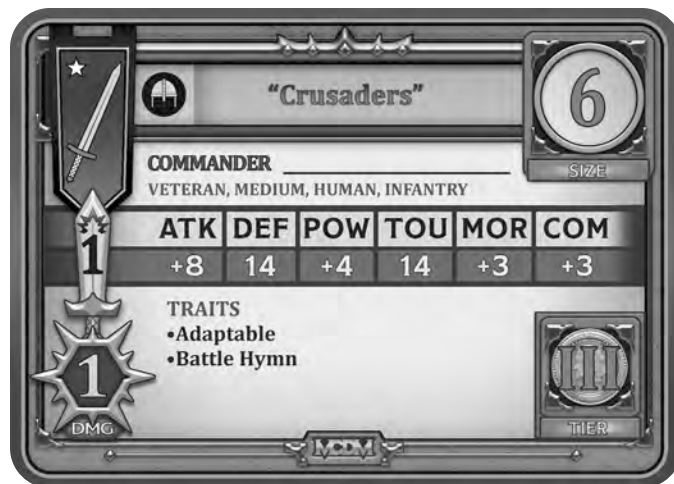 “Crusaders”
6
SIZE
COMMANDER
VETERAN, MEDIUM, HUMAN, INFANTRY
ATK DEF POW TOU MOR COM
+8 14 +4 14 +3 +3
1
TRAITS
•Adaptable
•Battle Hymn
1
DMG
III
TIER
MCDM